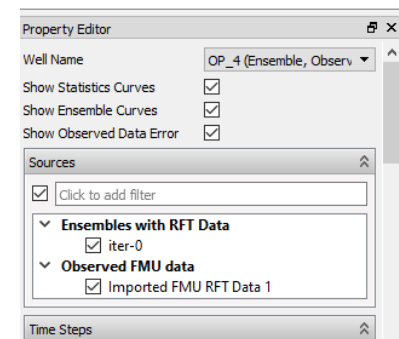 Property Editor
Well Name OP_4 (Ensemble, Observ
Show Statistics Curves
Show Ensemble Curves
Show Observed Data Error
Sources
Click to add filter
Ensembles with RFT Data
iter-0
Observed FMU data
Imported FMU RFT Data 1
Time Steps